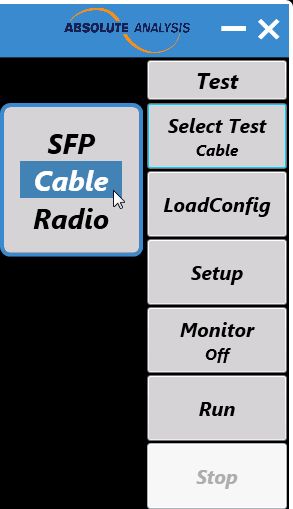 ABSOLUTE ANALYSIS
SFP
Cable
Radio
Test
Select Test
Cable
LoadConfig
Setup
Monitor
Off
Run
Stop